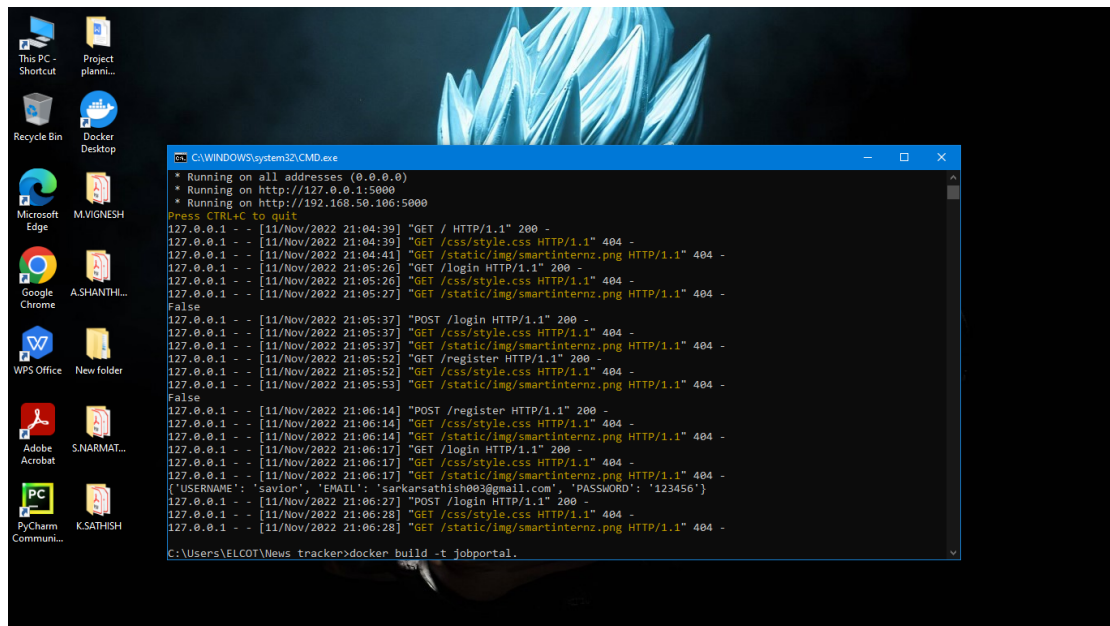 This PC -
Shortcut
Project
planni...
Recycle Bin
Docker
Desktop
Microsoft
Edge
M.VIGNESH
Google
Chrome
A.SHANTHI...
WPS Office
New folder
Adobe
Acrobat
S.NARMAT...
PC
PyCharm
Communi...
K.SATHISH
C:\WINDOWS\system32\CMD.exe
* Running on all addresses (0.0.0.0)
* Running on http://127.0.0.1:5000
* Running on http://192.168.50.106:5000
Press CTRL+C to quit
127.0.0.1 - - [11/Nov/2022 21:04:39] "GET / HTTP/1.1" 200 -
127.0.0.1 - - [11/Nov/2022 21:04:39] "GET /css/style.css HTTP/1.1" 404 -
127.0.0.1 - - [11/Nov/2022 21:04:41] "GET /static/img/smartinternz.png HTTP/1.1" 404 -
127.0.0.1 - - [11/Nov/2022 21:05:26] "GET /login HTTP/1.1" 200 -
127.0.0.1 - - [11/Nov/2022 21:05:26] "GET /css/style.css HTTP/1.1" 404 -
127.0.0.1 - - [11/Nov/2022 21:05:27] "GET /static/img/smartinternz.png HTTP/1.1" 404 -
False
127.0.0.1 - - [11/Nov/2022 21:05:37] "POST /login HTTP/1.1" 200 -
127.0.0.1 - - [11/Nov/2022 21:05:37] "GET /css/style.css HTTP/1.1" 404 -
127.0.0.1 - - [11/Nov/2022 21:05:37] "GET /static/img/smartinternz.png HTTP/1.1" 404 -
127.0.0.1 - - [11/Nov/2022 21:05:52] "GET /register HTTP/1.1" 200 -
127.0.0.1 - - [11/Nov/2022 21:05:52] "GET /css/style.css HTTP/1.1" 404 -
127.0.0.1 - - [11/Nov/2022 21:05:53] "GET /static/img/smartinternz.png HTTP/1.1" 404 -
False
127.0.0.1 - - [11/Nov/2022 21:06:14] "POST /register HTTP/1.1" 200 -
127.0.0.1 - - [11/Nov/2022 21:06:14] "GET /css/style.css HTTP/1.1" 404 -
127.0.0.1 - - [11/Nov/2022 21:06:14] "GET /static/img/smartinternz.png HTTP/1.1" 404 -
127.0.0.1 - - [11/Nov/2022 21:06:17] "GET /login HTTP/1.1" 200 -
127.0.0.1 - - [11/Nov/2022 21:06:17] "GET /css/style.css HTTP/1.1" 404 -
127.0.0.1 - - [11/Nov/2022 21:06:17] "GET /static/img/smartinternz.png HTTP/1.1" 404 -
{'USERNAME': 'savior', 'EMAIL': 'sarkarsathish003@gmail.com', 'PASSWORD': '123456'}
127.0.0.1 - - [11/Nov/2022 21:06:27] "POST /login HTTP/1.1" 200 -
127.0.0.1 - - [11/Nov/2022 21:06:28] "GET /css/style.css HTTP/1.1" 404 -
127.0.0.1 - - [11/Nov/2022 21:06:28] "GET /static/img/smartinternz.png HTTP/1.1" 404 -
C:\Users\ELCOT\News tracker>docker build -t jobportal.